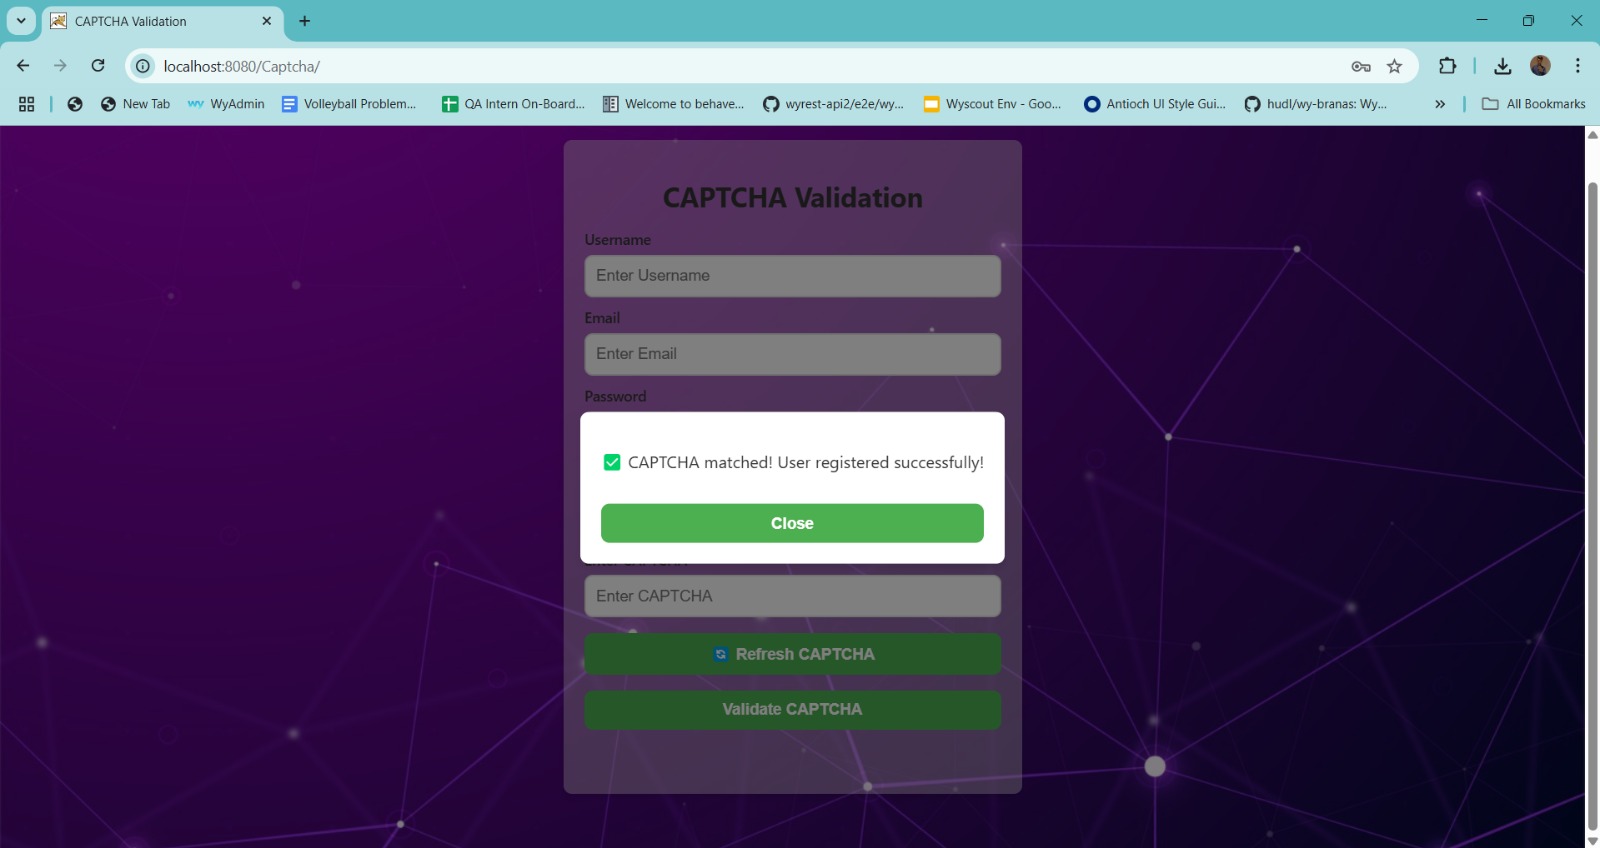 CAPTCHA Validation
localhost:8080/Captcha/
New Tab
WyAdmin
Volleyball Problem...
QA Intern On-Board...
Welcome to behave...
wyrest-api2/e2e/wy...
Wyscout Env - Goo...
Antioch UI Style Gui...
hudl/wy-branas: Wy...
All Bookmarks
CAPTCHA Validation
Username
Enter Username
Email
Enter Email
Password
CAPTCHA matched! User registered successfully!
Close
Enter CAPTCHA
Refresh CAPTCHA
Validate CAPTCHA